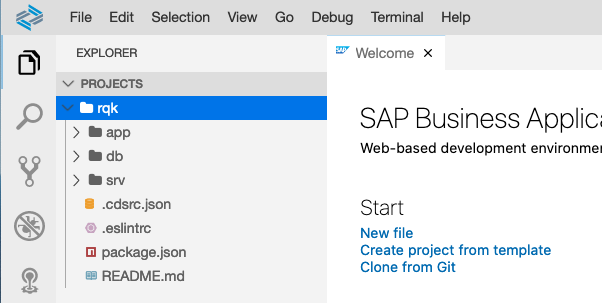 File Edit Selection View Go Debug Terminal Help
EXPLORER
PROJECTS
rqk
app
db
srv
.cdsrc.json
.eslintrc
package.json
README.md
SAP Welcome
SAP Business Applic
Web-based development environme
Start
New file
Create project from template
Clone from Git